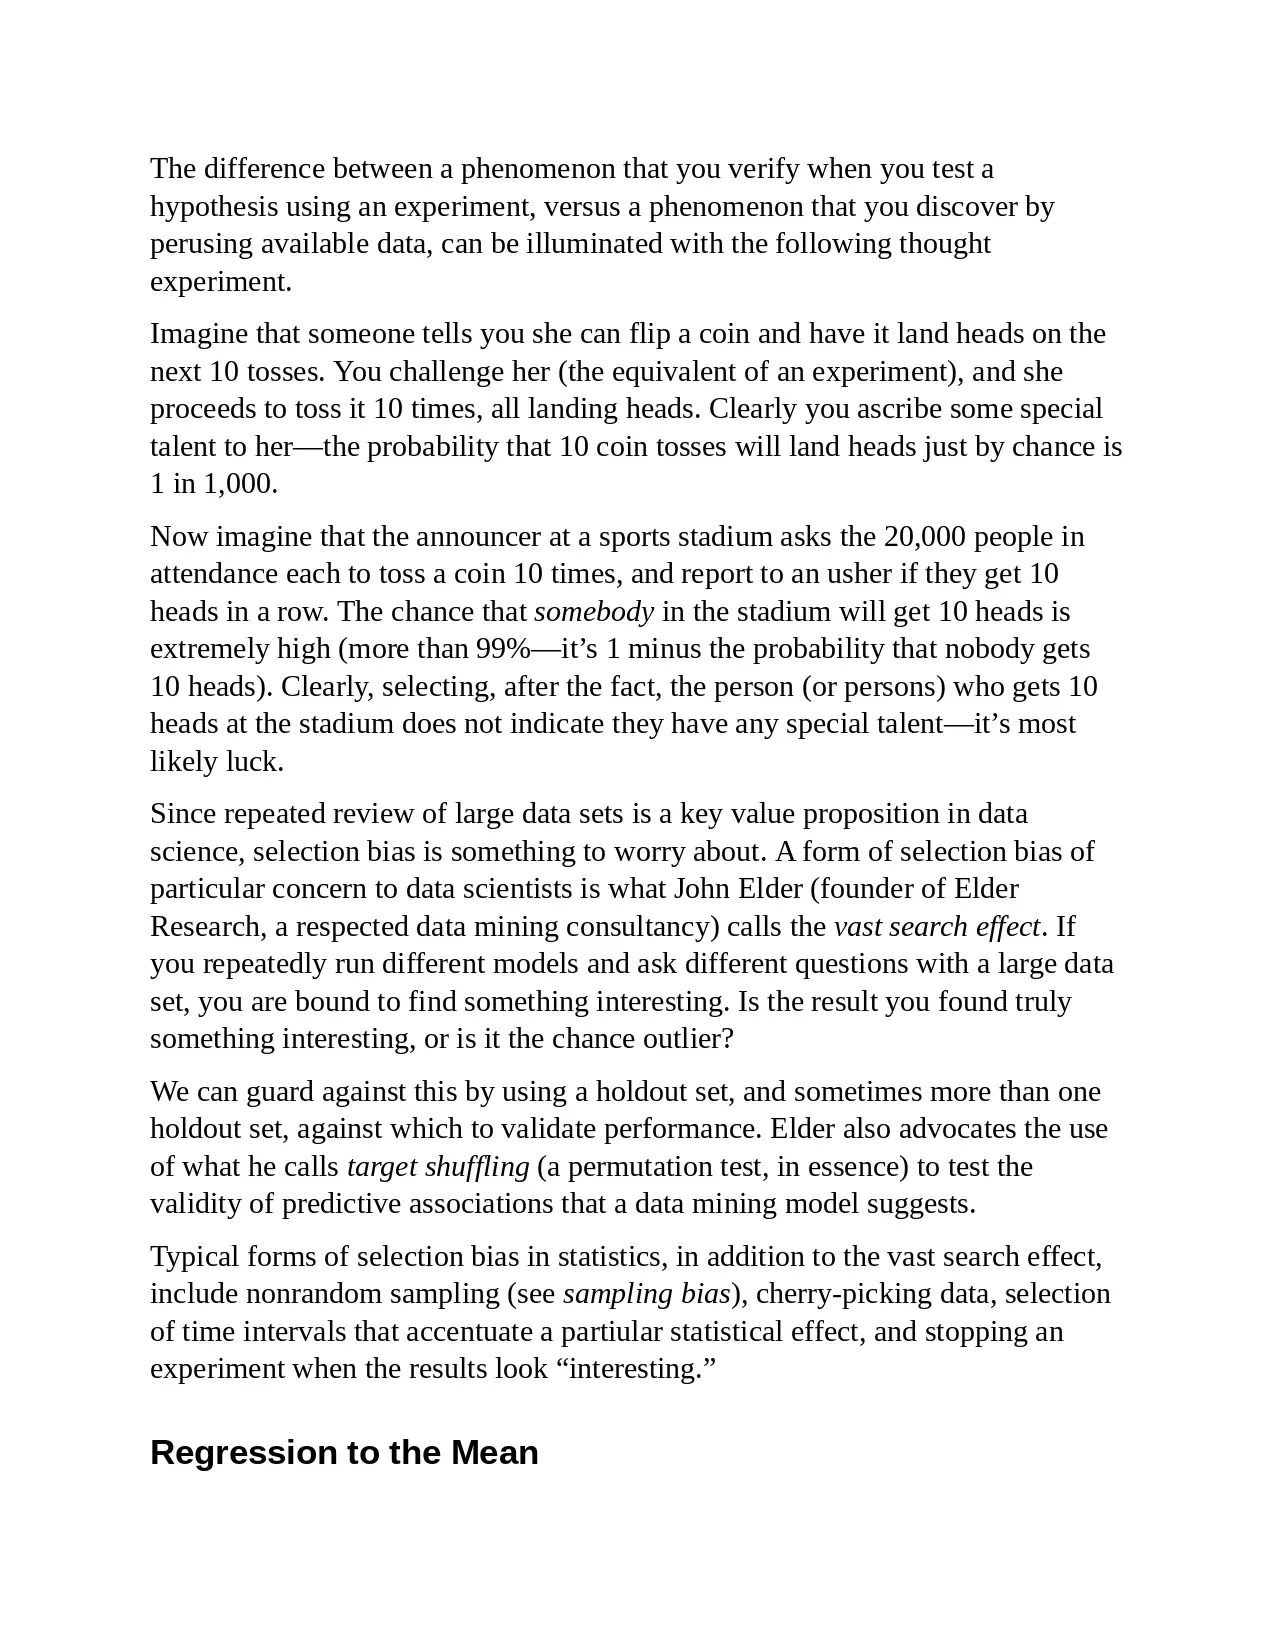 The difference between a phenomenon that you verify when you test a
hypothesis using an experiment, versus a phenomenon that you discover by
perusing available data, can be illuminated with the following thought
experiment.
Imagine that someone tells you she can flip a coin and have it land heads on the
next 10 tosses. You challenge her (the equivalent of an experiment), and she
proceeds to toss it 10 times, all landing heads. Clearly you ascribe some special
talent to her—the probability that 10 coin tosses will land heads just by chance is
1 in 1,000.
Now imagine that the announcer at a sports stadium asks the 20,000 people in
attendance each to toss a coin 10 times, and report to an usher if they get 10
heads in a row. The chance that somebody in the stadium will get 10 heads is
extremely high (more than 99%—it’s 1 minus the probability that nobody gets
10 heads). Clearly, selecting, after the fact, the person (or persons) who gets 10
heads at the stadium does not indicate they have any special talent—it’s most
likely luck.
Since repeated review of large data sets is a key value proposition in data
science, selection bias is something to worry about. A form of selection bias of
particular concern to data scientists is what John Elder (founder of Elder
Research, a respected data mining consultancy) calls the vast search effect. If
you repeatedly run different models and ask different questions with a large data
set, you are bound to find something interesting. Is the result you found truly
something interesting, or is it the chance outlier?
We can guard against this by using a holdout set, and sometimes more than one
holdout set, against which to validate performance. Elder also advocates the use
of what he calls target shuffling (a permutation test, in essence) to test the
validity of predictive associations that a data mining model suggests.
Typical forms of selection bias in statistics, in addition to the vast search effect,
include nonrandom sampling (see sampling bias), cherry-picking data, selection
of time intervals that accentuate a partiular statistical effect, and stopping an
experiment when the results look “interesting.”
Regression to the Mean